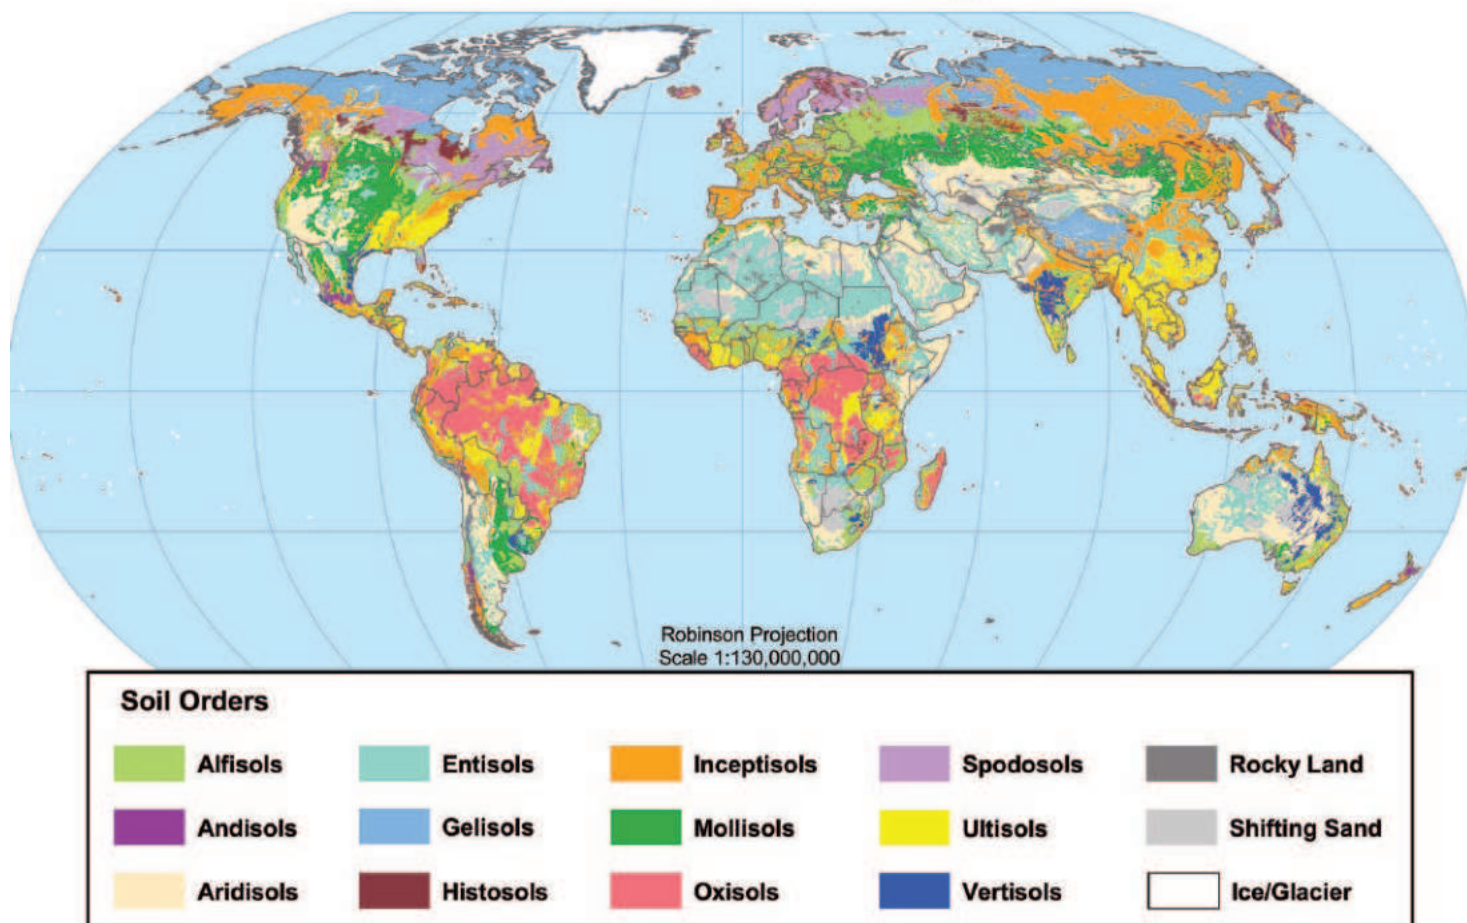 Robinson Projection
Scale 1:130,000,000
Soil Orders
Alfisols Entisols Inceptisols Spodosols Rocky Land
Andisols Gelisols Mollisols Ultisols Shifting Sand
Aridisols Histosols Oxisols Vertisols Ice/Glacier